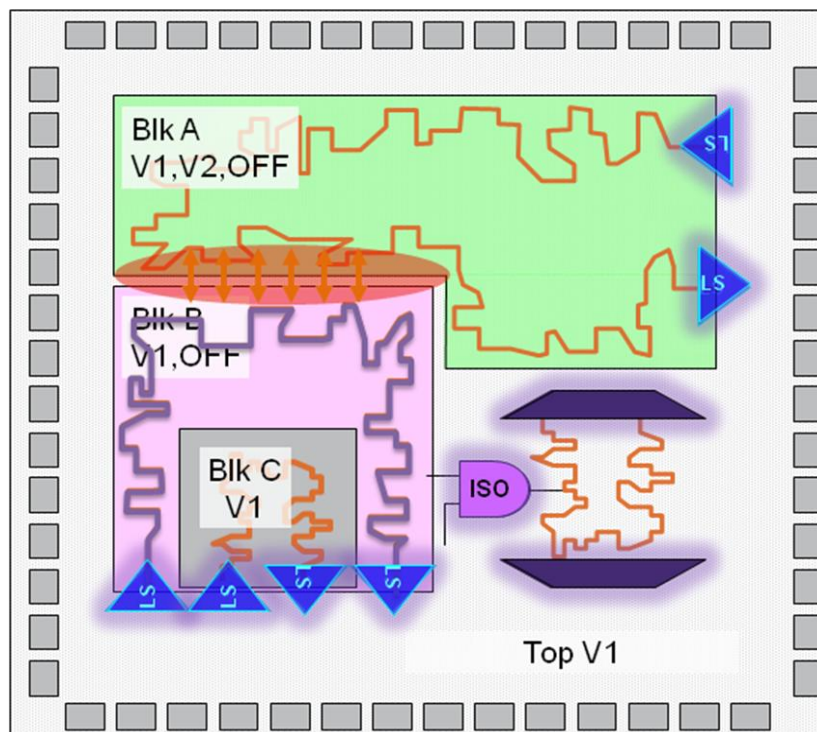 Blk A
V1,V2,OFF
LS
LS
Blk B
V1,OFF
Blk C
V1
ISO
LS
LS
LS
LS
Top V1